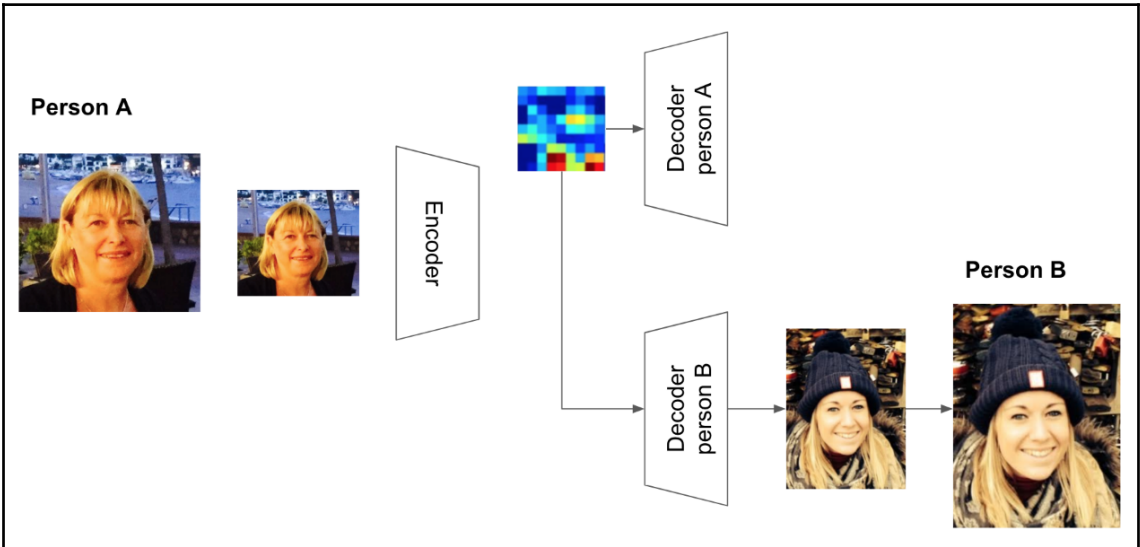 Person A
Encoder
Decoder
person A
Decoder
person B
Person B